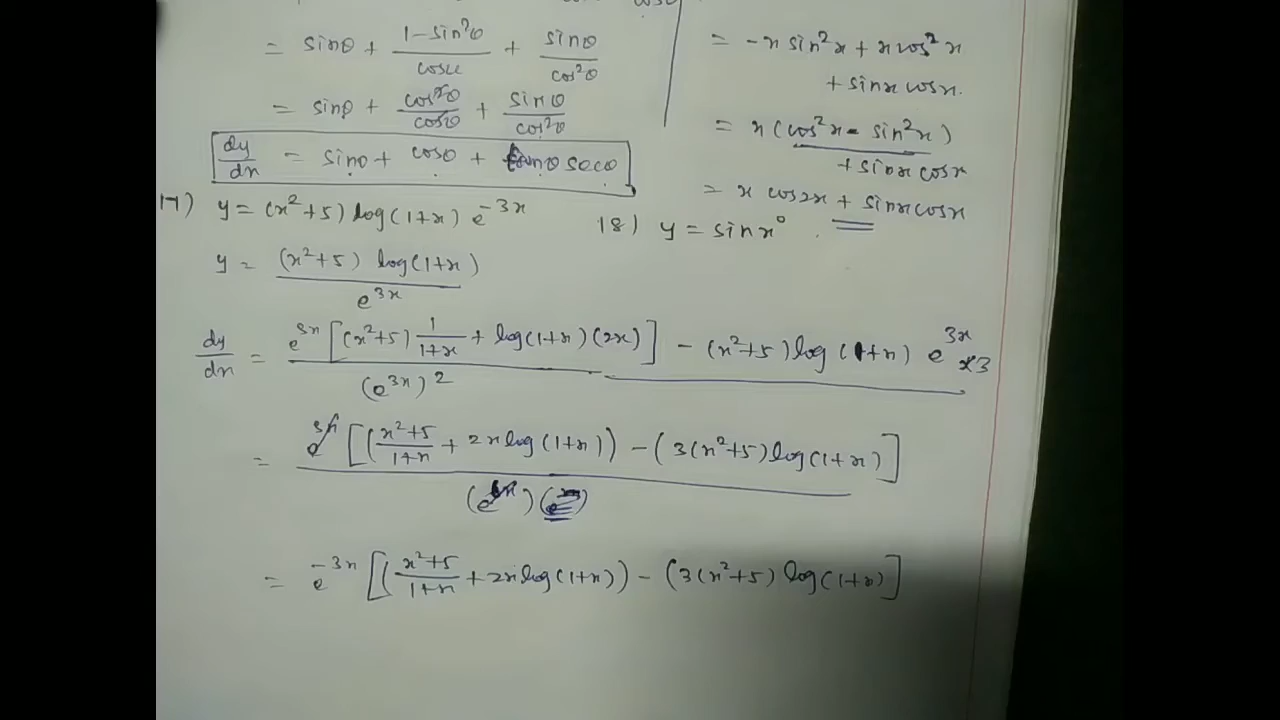 = sinθ + (1 - sin²θ)/cosθ + sinθ/cos²θ
= sinθ + cos²θ/cosθ + sinθ/cos²θ
dy/dx = sinθ + cosθ + tanθ secθ
= -x sin²x + x cos²x
+ sinx cosx.
= x (cos²x - sin²x)
+ sinx cosx
= x cos2x + sinx cosx
17) y = (x²+5) log(1+x) e^-3x
y = (x²+5) log(1+x) / e^3x
dy/dx = e^3x [(x²+5) 1/(1+x) + log(1+x) (2x)] - (x²+5) log(1+x) e^3x ×3 / (e^3x)²
= e^3x [((x²+5)/(1+x) + 2x log(1+x)) - (3(x²+5) log(1+x)] / (e^3x)
= e^-3x [((x²+5)/(1+x) + 2x log(1+x)) - (3(x²+5) log(1+x)]
18) y = sinx° .